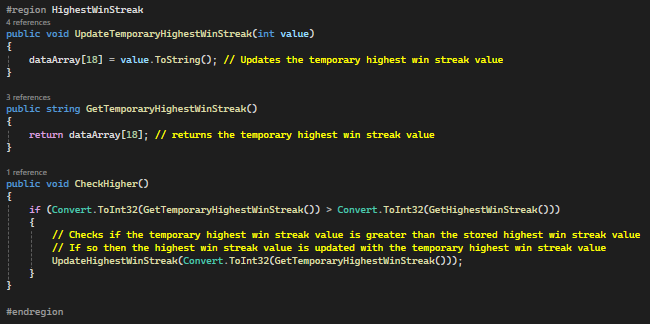 #region HighestWinStreak
4 references
public void UpdateTemporaryHighestWinStreak(int value)
{
dataArray[18] = value.ToString(); // Updates the temporary highest win streak value
}
3 references
public string GetTemporaryHighestWinStreak()
{
return dataArray[18]; // returns the temporary highest win streak value
}
1 reference
public void CheckHigher()
{
if (Convert.ToInt32(GetTemporaryHighestWinStreak()) > Convert.ToInt32(GetHighestWinStreak()))
{
// Checks if the temporary highest win streak value is greater than the stored highest win streak value
// If so then the highest win streak value is updated with the temporary highest win streak value
UpdateHighestWinStreak(Convert.ToInt32(GetTemporaryHighestWinStreak()));
}
}
#endregion